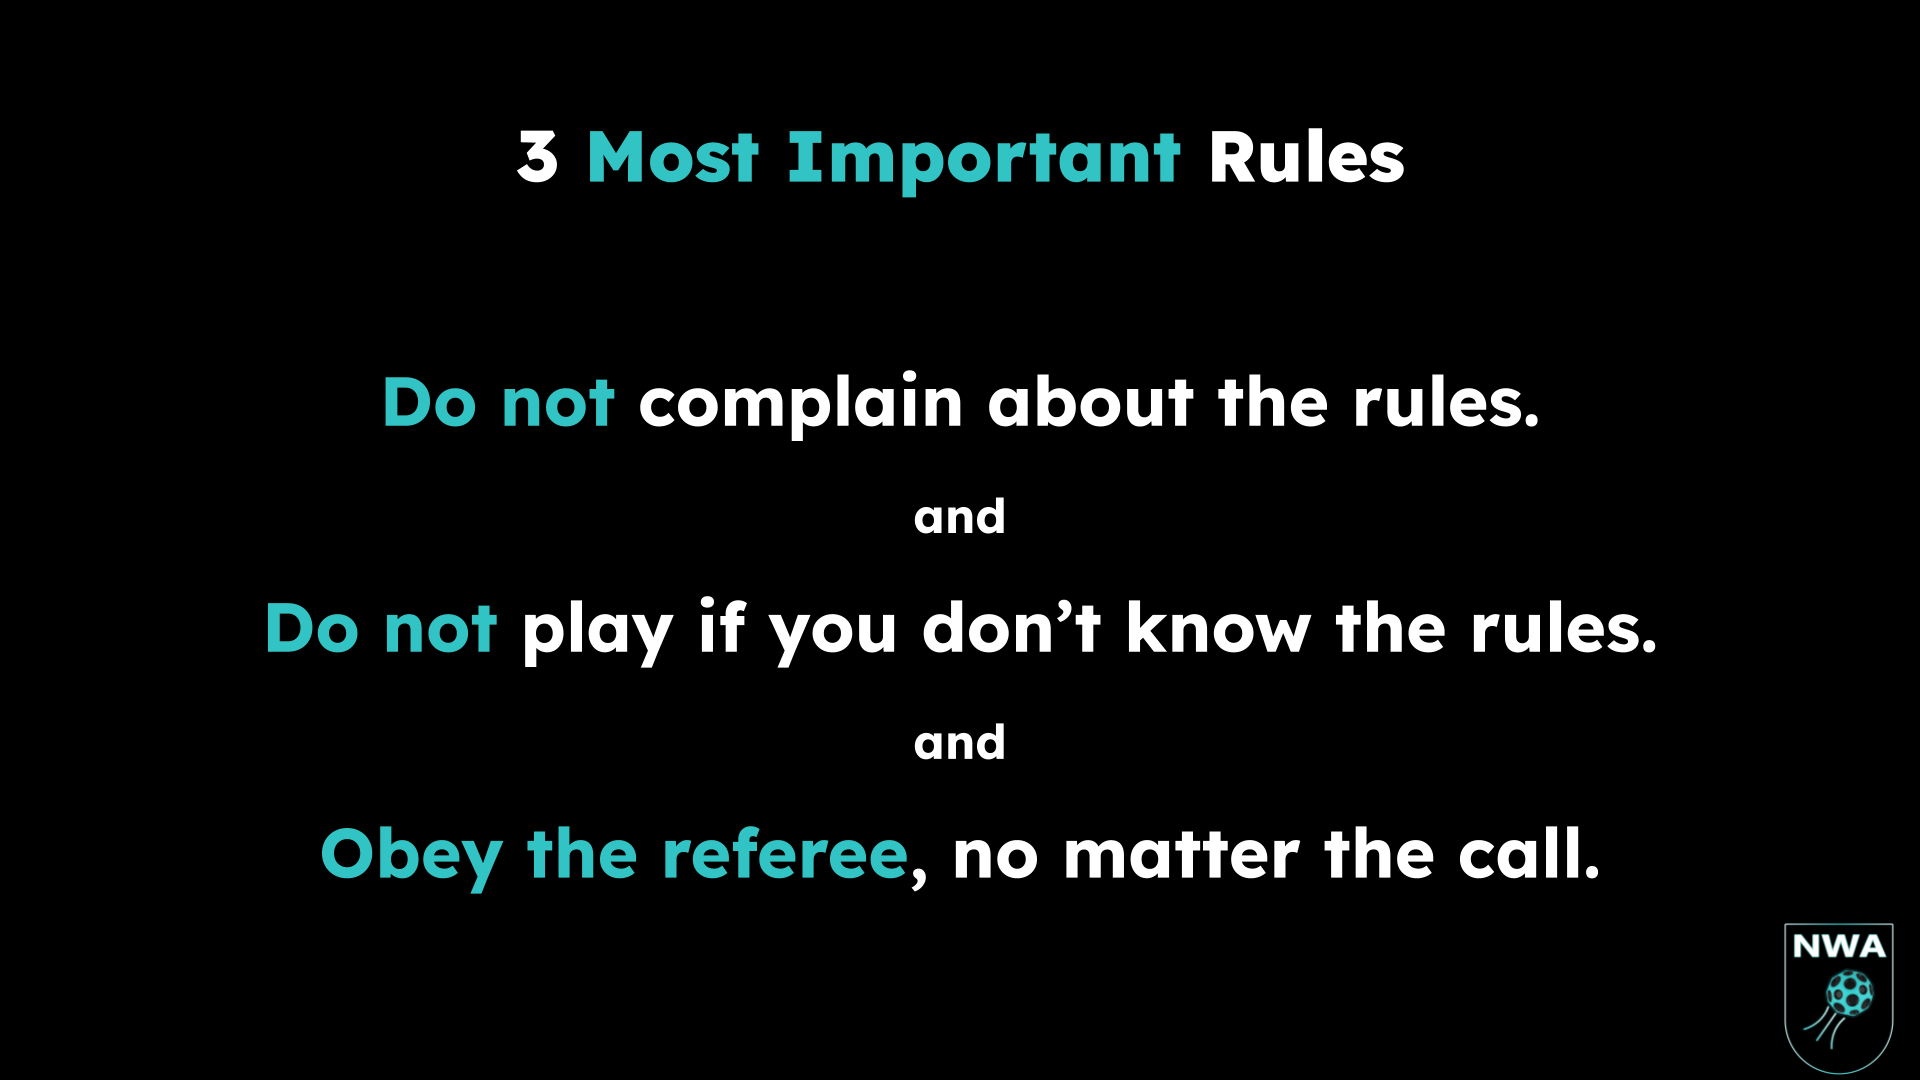 3 Most Important Rules
Do not complain about the rules.
and
Do not play if you don’t know the rules.
and
Obey the referee, no matter the call.
NWA